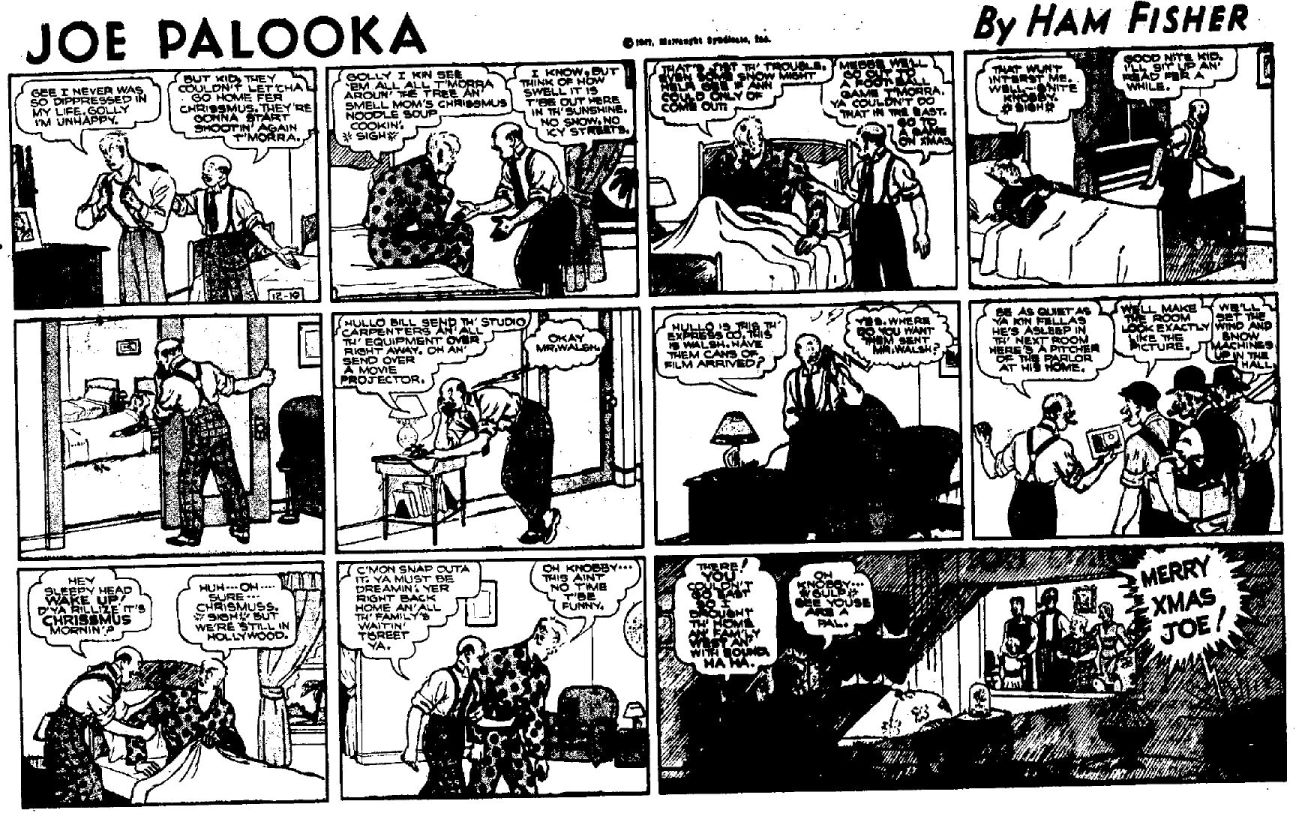 JOE PALOOKA
By HAM FISHER
GEE I NEVER WAS
SO DIPPRESSED IN
MY LIFE. GOLLY
I'M UNHAPPY.
BUT KID, THEY
COULDN'T LET'CHA
GO HOME FER
CHRISSMUS. THEY'RE
GONNA START
SHOOTIN' AGAIN
T'MORRA.
GOLLY I KIN SEE
'EM ALL T'MORRA
AROUN' THE TREE AN'
SMELL MOM'S CHRISSMUS
NOODLE SOUP
COOKIN'.
SIGH
I KNOW, BUT
THINK OF HOW
SWELL IT IS
T'BE OUT HERE
IN TH' SUNSHINE.
NO SNOW, NO
ICY STREETS.
THAT'S JIST TH' TROUBLE.
EVEN SOME SNOW MIGHT
HELP. GEE IF ANN
COULD ONLY OF
COME OUT!
MEBBE WE'LL
GO OUT TO
A FOOTBALL
GAME T'MORRA.
YA COULDN'T DO
THAT IN THE EAST.
GO TO
A GAME
ON XMAS.
THAT WUN'T
INTERST ME.
WELL--G'NITE
KNOBBY.
SIGH
GOOD NITE KID.
I'LL SIT UP AN'
READ FER A
WHILE.
HULLO BILL SEND TH' STUDIO
CARPENTERS AN' ALL
TH' EQUIPMENT OVER
RIGHT AWAY. OH AN'
SEND OVER
A MOVIE
PROJECTOR.
OKAY
MR. WALSH.
HULLO IS THIS TH'
EXPRESS CO. THIS
IS WALSH. HAVE
THEM CANS OF
FILM ARRIVED?
YES. WHERE
DO YOU WANT
THEM SENT
MR. WALSH?
BE AS QUIET AS
YA KIN FELLAS
HE'S ASLEEP IN
TH' NEXT ROOM
HERE'S A PITCHER
OF THE PARLOR
AT HIS HOME.
WE'LL MAKE
THE ROOM
LOOK EXACTLY
LIKE THE
PICTURE.
WE'LL
SET THE
WIND AND
SNOW
MACHINES
UP IN THE
HALL.
HEY
SLEEPY HEAD
WAKE UP!
D'YA RILLIZE IT'S
CHRISSMUS
MORNIN'?
HUH---OH---
SURE---
CHRISMUSS.
SIGH BUT
WE'RE STILL IN
HOLLYWOOD.
C'MON SNAP OUTA
IT. YA MUST BE
DREAMIN'. YER
RIGHT BACK
HOME AN' ALL
TH' FAMILY'S
WAITIN'
T'GREET
YA.
OH KNOBBY---
THIS AINT
NO TIME
T'BE
FUNNY.
THERE!
YOU
COULDN'T
GO EAST
SO I
BROUGHT
TH' HOME
AN' FAMILY
WEST AN'
WITH SOUND.
HA HA.
OH
KNOBBY---
GULP
GEE YOUSE
ARE A
PAL.
MERRY
XMAS
JOE!